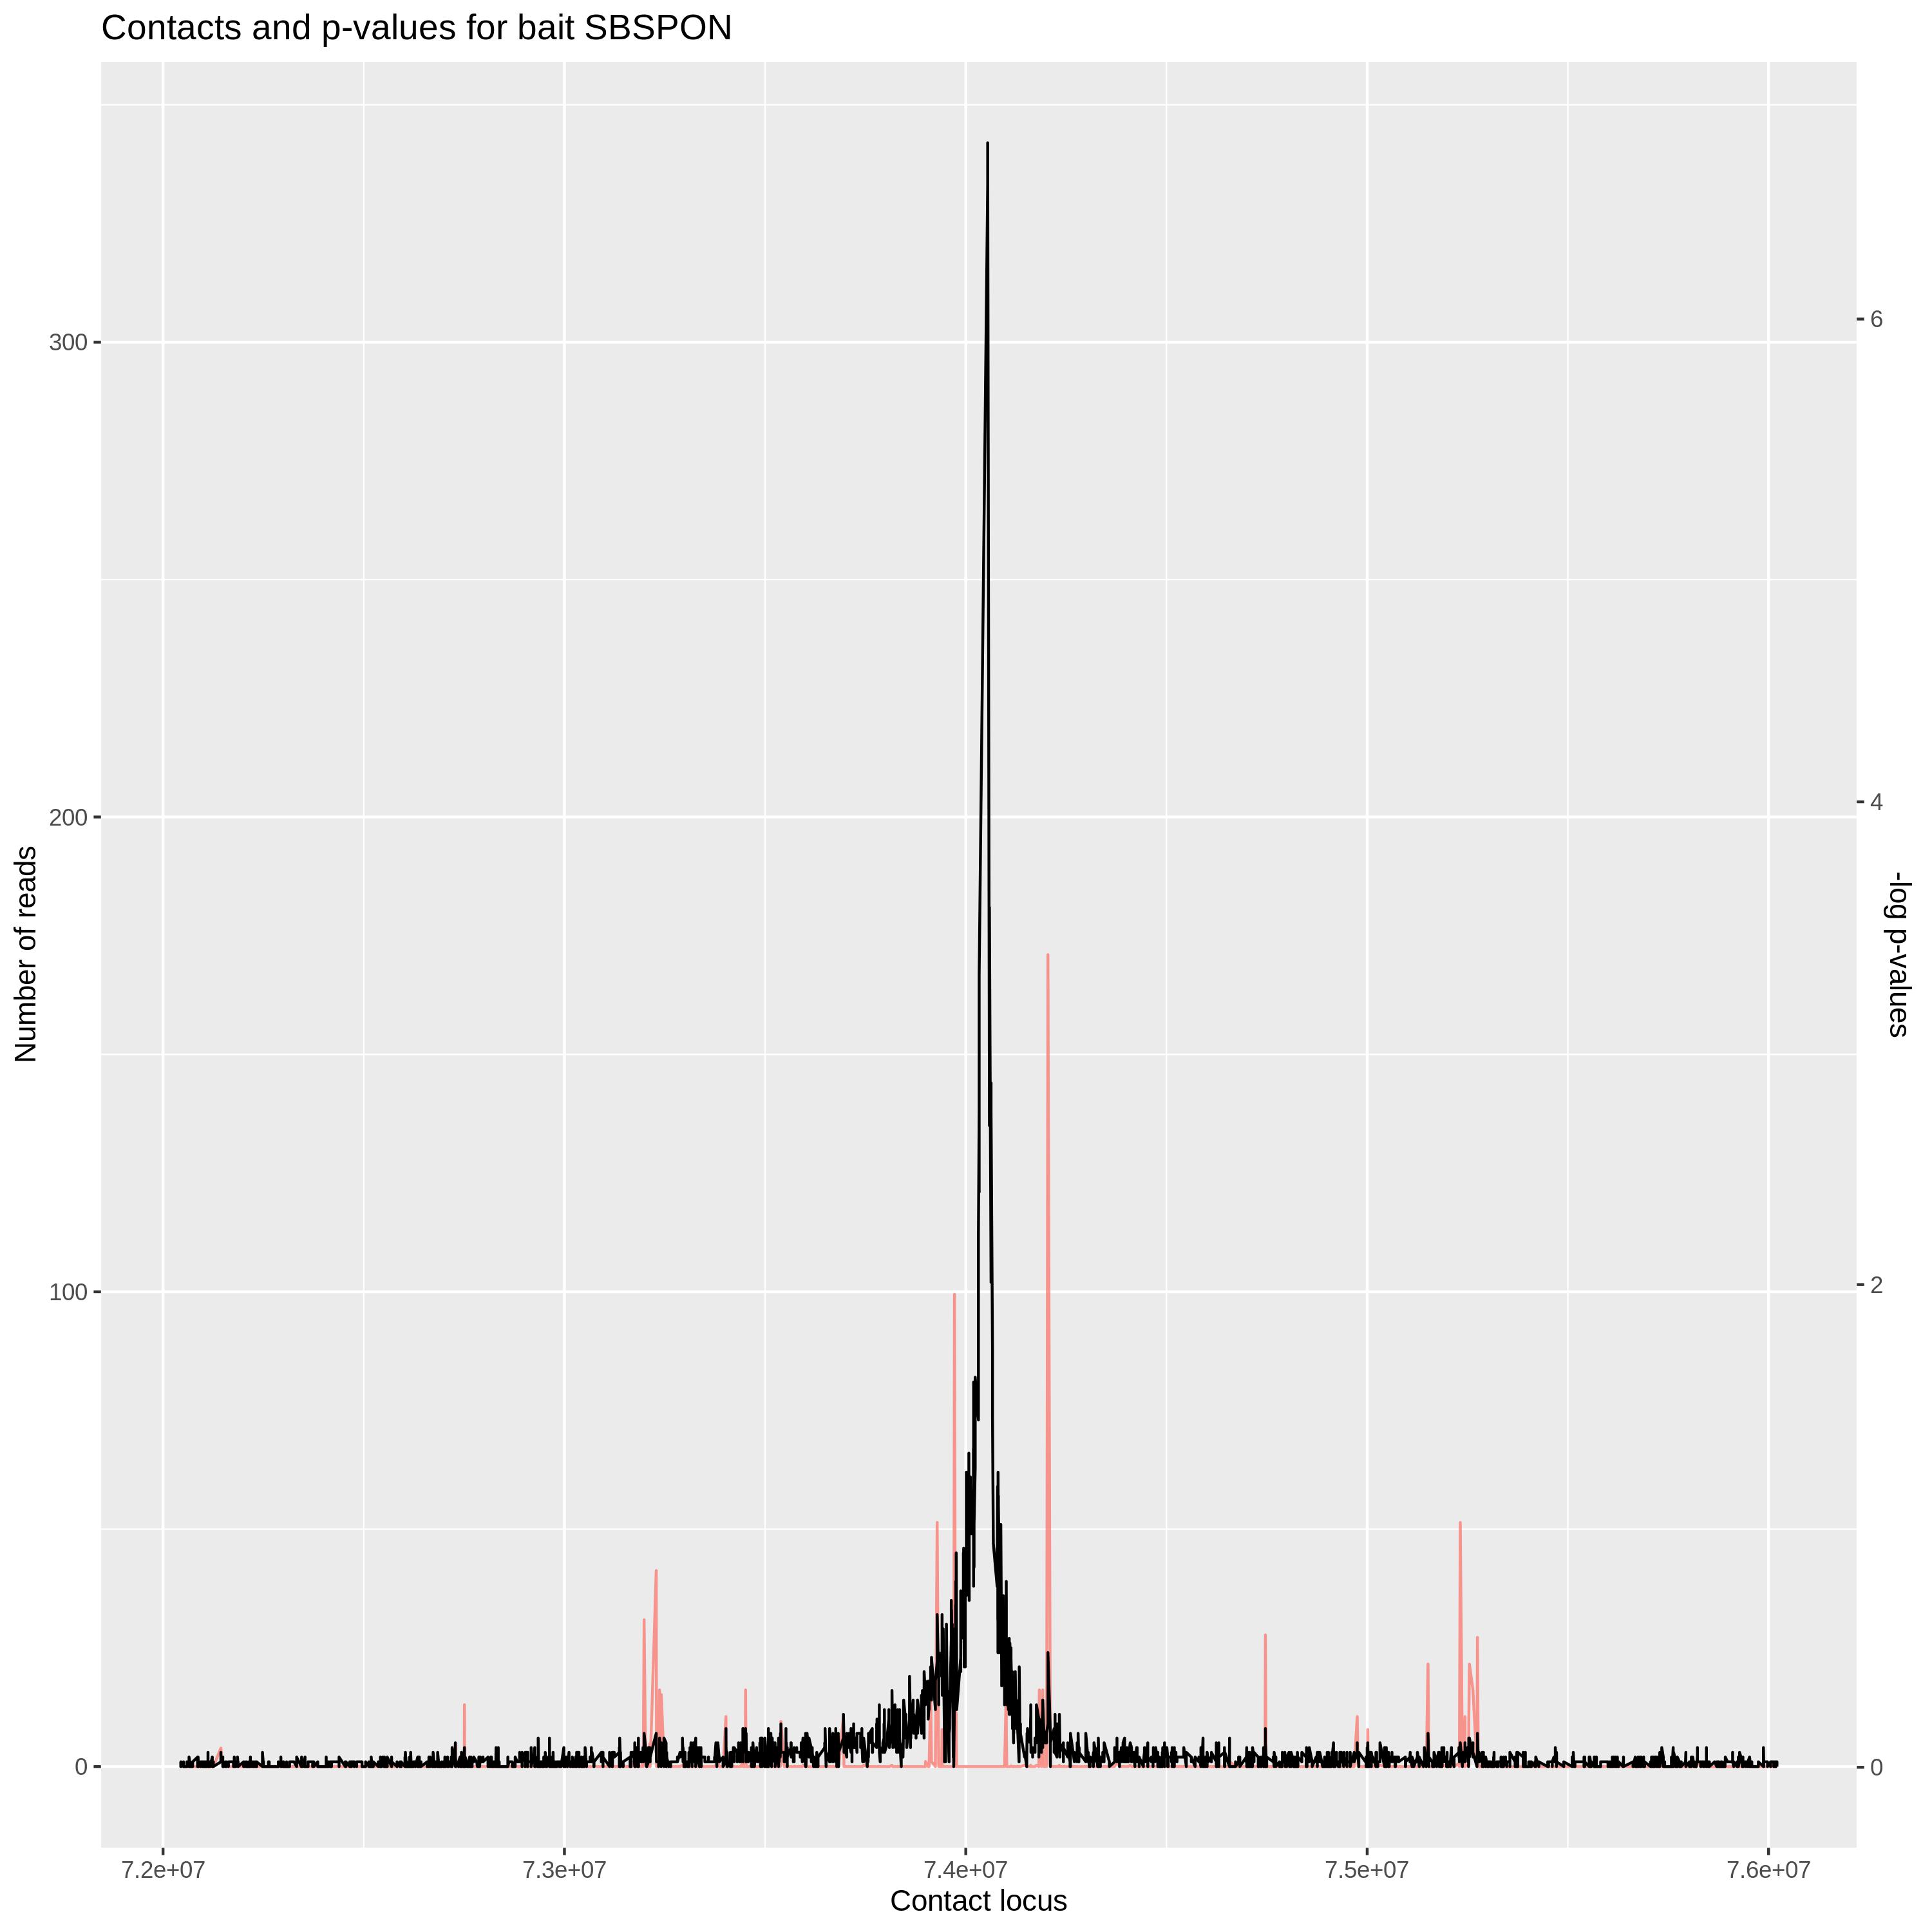 Contacts and p-values for bait SBSPON
Number of reads
300
200
100
0
6
4
2
0
-log p-values
7.2e+07 7.3e+07 7.4e+07 7.5e+07 7.6e+07
Contact locus